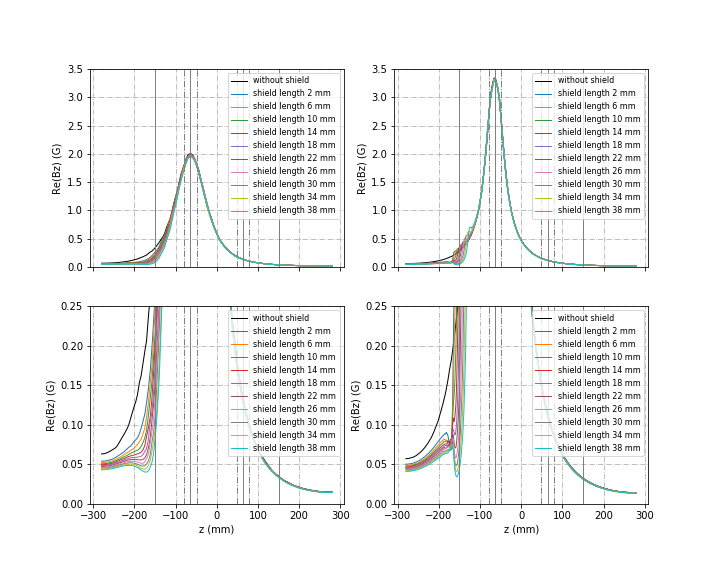 3.5
3.0
2.5
2.0
1.5
1.0
0.5
0.0
Re(Bz) (G)
without shield
shield length 2 mm
shield length 6 mm
shield length 10 mm
shield length 14 mm
shield length 18 mm
shield length 22 mm
shield length 26 mm
shield length 30 mm
shield length 34 mm
shield length 38 mm
3.5
3.0
2.5
2.0
1.5
1.0
0.5
0.0
Re(Bz) (G)
without shield
shield length 2 mm
shield length 6 mm
shield length 10 mm
shield length 14 mm
shield length 18 mm
shield length 22 mm
shield length 26 mm
shield length 30 mm
shield length 34 mm
shield length 38 mm
0.25
0.20
0.15
0.10
0.05
0.00
Re(Bz) (G)
without shield
shield length 2 mm
shield length 6 mm
shield length 10 mm
shield length 14 mm
shield length 18 mm
shield length 22 mm
shield length 26 mm
shield length 30 mm
shield length 34 mm
shield length 38 mm
−300 −200 −100 0 100 200 300
z (mm)
0.25
0.20
0.15
0.10
0.05
0.00
Re(Bz) (G)
without shield
shield length 2 mm
shield length 6 mm
shield length 10 mm
shield length 14 mm
shield length 18 mm
shield length 22 mm
shield length 26 mm
shield length 30 mm
shield length 34 mm
shield length 38 mm
−300 −200 −100 0 100 200 300
z (mm)